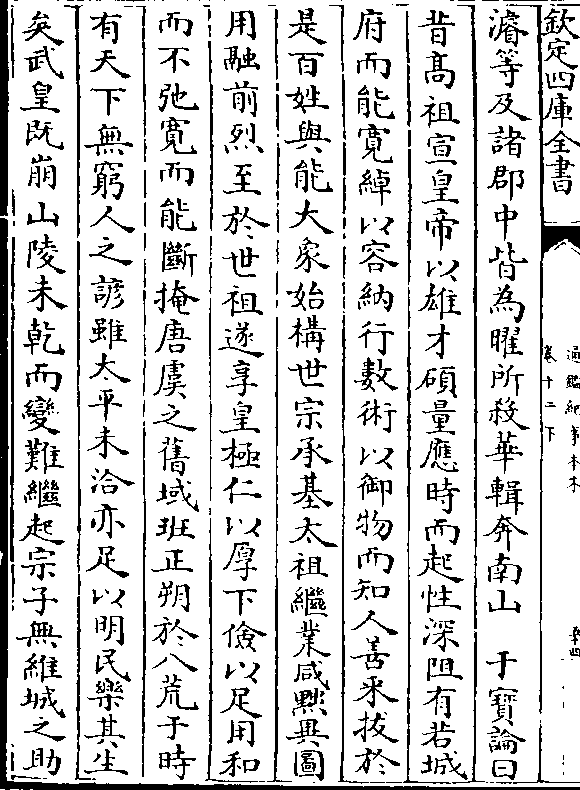 欽定四庫全書
通鑑紀事本末
卷十二下
濬等及諸郡中皆為曜所殺華輯奔南山　于寶論曰
昔髙祖宣皇帝以雄才碩量應時而起性深阻有若城
府而能寛綽以容納行數術以御物而知人善采拔於
是百姓與能大象始構世宗承基太祖繼業咸黙異圖
用融前烈至於世祖遂享皇極仁以厚下儉以足用和
而不弛寛而能斷掩唐虞之舊域班正朔於八荒于時
有天下無窮人之諺雖太平未洽亦足以明民樂其生
矣武皇既崩山陵未乾而變難繼起宗子無維城之助